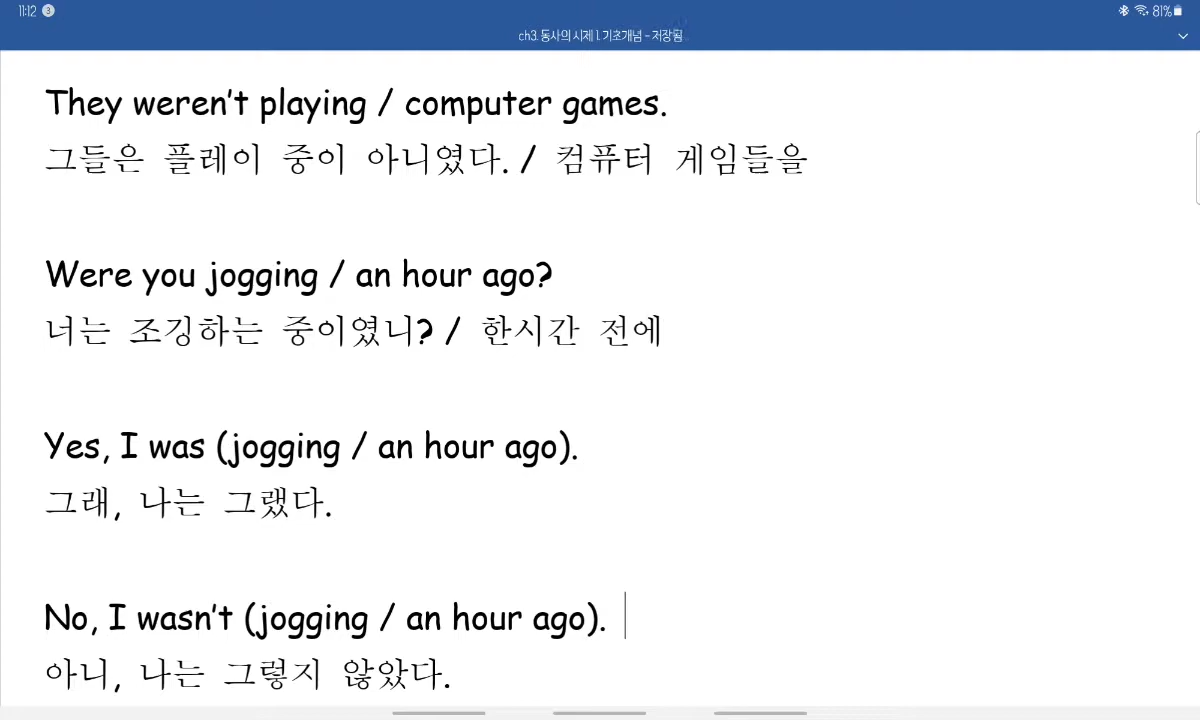 11:12 3 81%
ch3. 동사의 시제 1. 기초개념 - 저장됨
They weren't playing / computer games.
그들은 플레이 중이 아니였다. / 컴퓨터 게임들을
Were you jogging / an hour ago?
너는 조깅하는 중이였니? / 한시간 전에
Yes, I was (jogging / an hour ago).
그래, 나는 그랬다.
No, I wasn't (jogging / an hour ago).
아니, 나는 그렇지 않았다.